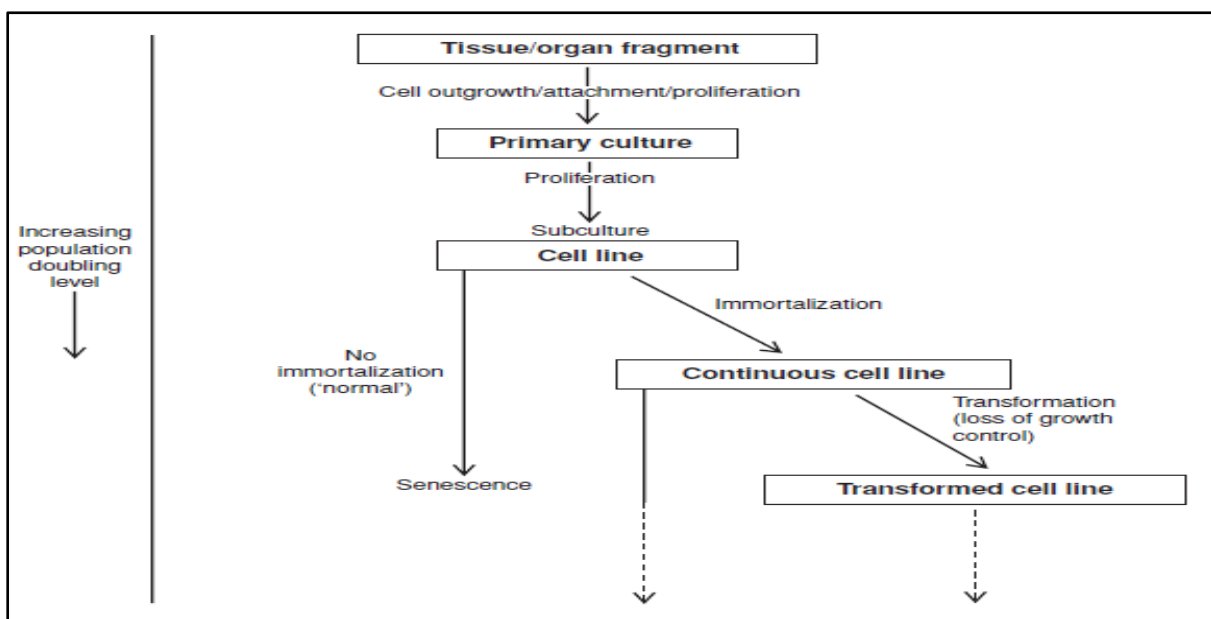 Tissue/organ fragment
Cell outgrowth/attachment/proliferation
Primary culture
Proliferation
Subculture
Cell line
Increasing
population
doubling
level
Immortalization
No
immortalization
(‘normal’)
Continuous cell line
Transformation
(loss of growth
control)
Senescence
Transformed cell line